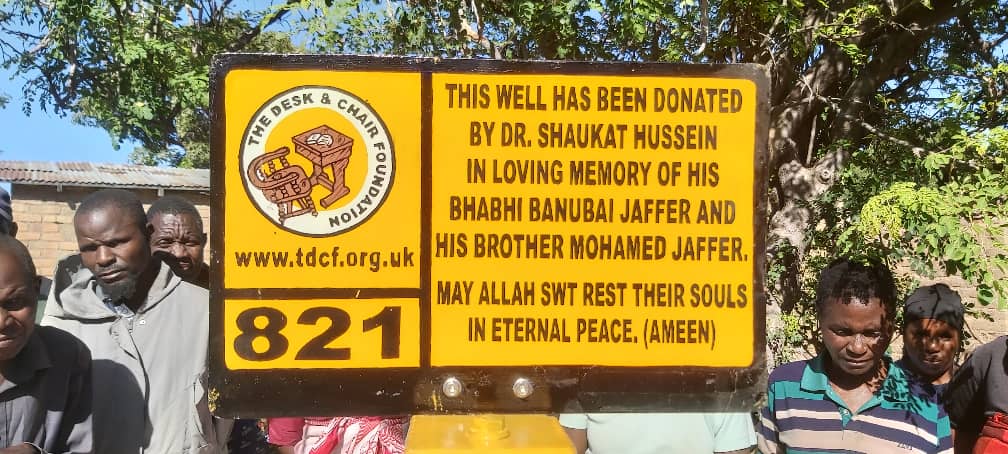 THE DESK & CHAIR FOUNDATION
www.tdcf.org.uk
821
THIS WELL HAS BEEN DONATED
BY DR. SHAUKAT HUSSEIN
IN LOVING MEMORY OF HIS
BHABHI BANUBAI JAFFER AND
HIS BROTHER MOHAMED JAFFER.
MAY ALLAH SWT REST THEIR SOULS
IN ETERNAL PEACE. (AMEEN)